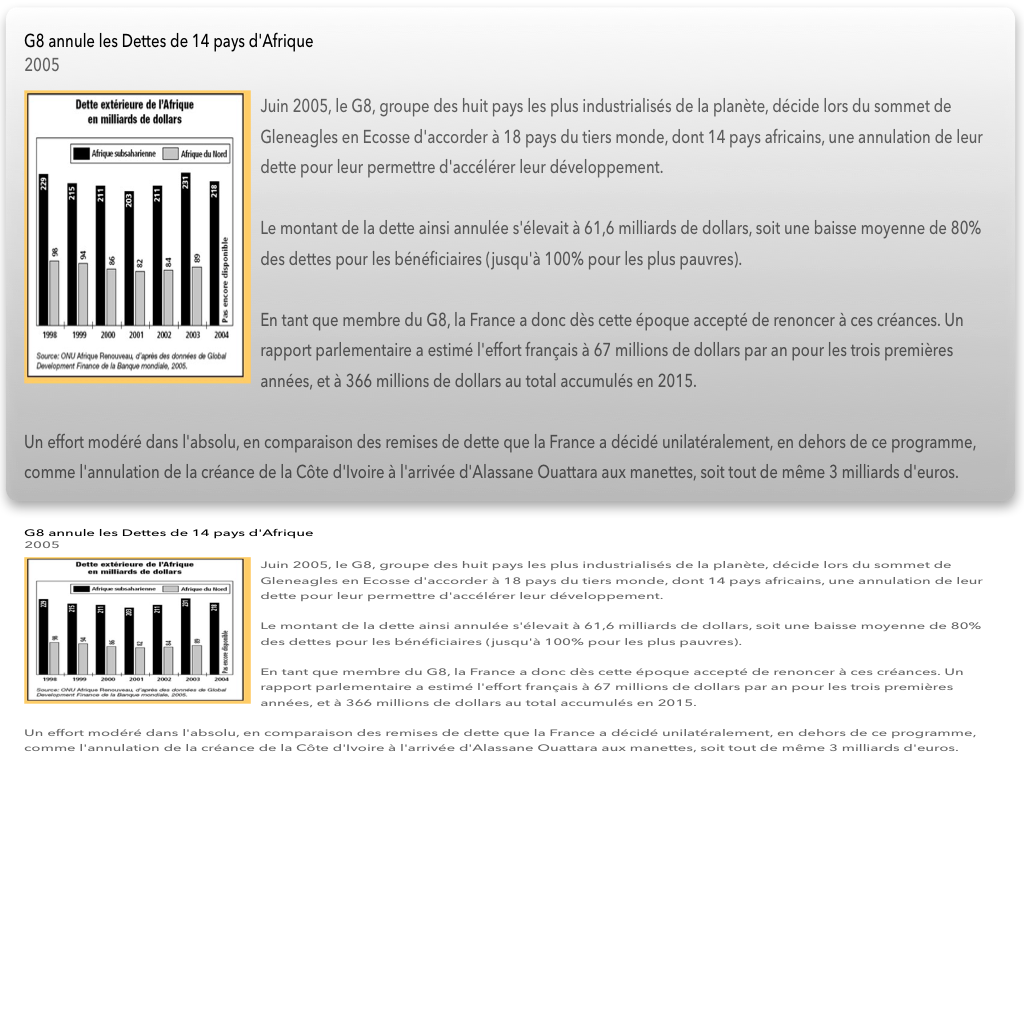 G8 annule les Dettes de 14 pays d'Afrique
2005
Dette extérieure de l'Afrique
en milliards de dollars
Afrique subsaharienne Afrique du Nord
229 98 215 94 211 86 203 82 211 84 231 89 218 Pas encore disponible
1998 1999 2000 2001 2002 2003 2004
Source: ONU Afrique Renouveau, d'après des données de Global
Development Finance de la Banque mondiale, 2005.
Juin 2005, le G8, groupe des huit pays les plus industrialisés de la planète, décide lors du sommet de
Gleneagles en Ecosse d'accorder à 18 pays du tiers monde, dont 14 pays africains, une annulation de leur
dette pour leur permettre d'accélérer leur développement.
Le montant de la dette ainsi annulée s'élevait à 61,6 milliards de dollars, soit une baisse moyenne de 80%
des dettes pour les bénéficiaires (jusqu'à 100% pour les plus pauvres).
En tant que membre du G8, la France a donc dès cette époque accepté de renoncer à ces créances. Un
rapport parlementaire a estimé l'effort français à 67 millions de dollars par an pour les trois premières
années, et à 366 millions de dollars au total accumulés en 2015.
Un effort modéré dans l'absolu, en comparaison des remises de dette que la France a décidé unilatéralement, en dehors de ce programme,
comme l'annulation de la créance de la Côte d'Ivoire à l'arrivée d'Alassane Ouattara aux manettes, soit tout de même 3 milliards d'euros.
G8 annule les Dettes de 14 pays d'Afrique
2005
Dette extérieure de l'Afrique
en milliards de dollars
Afrique subsaharienne Afrique du Nord
229 98 215 94 211 86 203 82 211 84 231 89 218 Pas encore disponible
1998 1999 2000 2001 2002 2003 2004
Source: ONU Afrique Renouveau, d'après des données de Global
Development Finance de la Banque mondiale, 2005.
Juin 2005, le G8, groupe des huit pays les plus industrialisés de la planète, décide lors du sommet de
Gleneagles en Ecosse d'accorder à 18 pays du tiers monde, dont 14 pays africains, une annulation de leur
dette pour leur permettre d'accélérer leur développement.
Le montant de la dette ainsi annulée s'élevait à 61,6 milliards de dollars, soit une baisse moyenne de 80%
des dettes pour les bénéficiaires (jusqu'à 100% pour les plus pauvres).
En tant que membre du G8, la France a donc dès cette époque accepté de renoncer à ces créances. Un
rapport parlementaire a estimé l'effort français à 67 millions de dollars par an pour les trois premières
années, et à 366 millions de dollars au total accumulés en 2015.
Un effort modéré dans l'absolu, en comparaison des remises de dette que la France a décidé unilatéralement, en dehors de ce programme,
comme l'annulation de la créance de la Côte d'Ivoire à l'arrivée d'Alassane Ouattara aux manettes, soit tout de même 3 milliards d'euros.